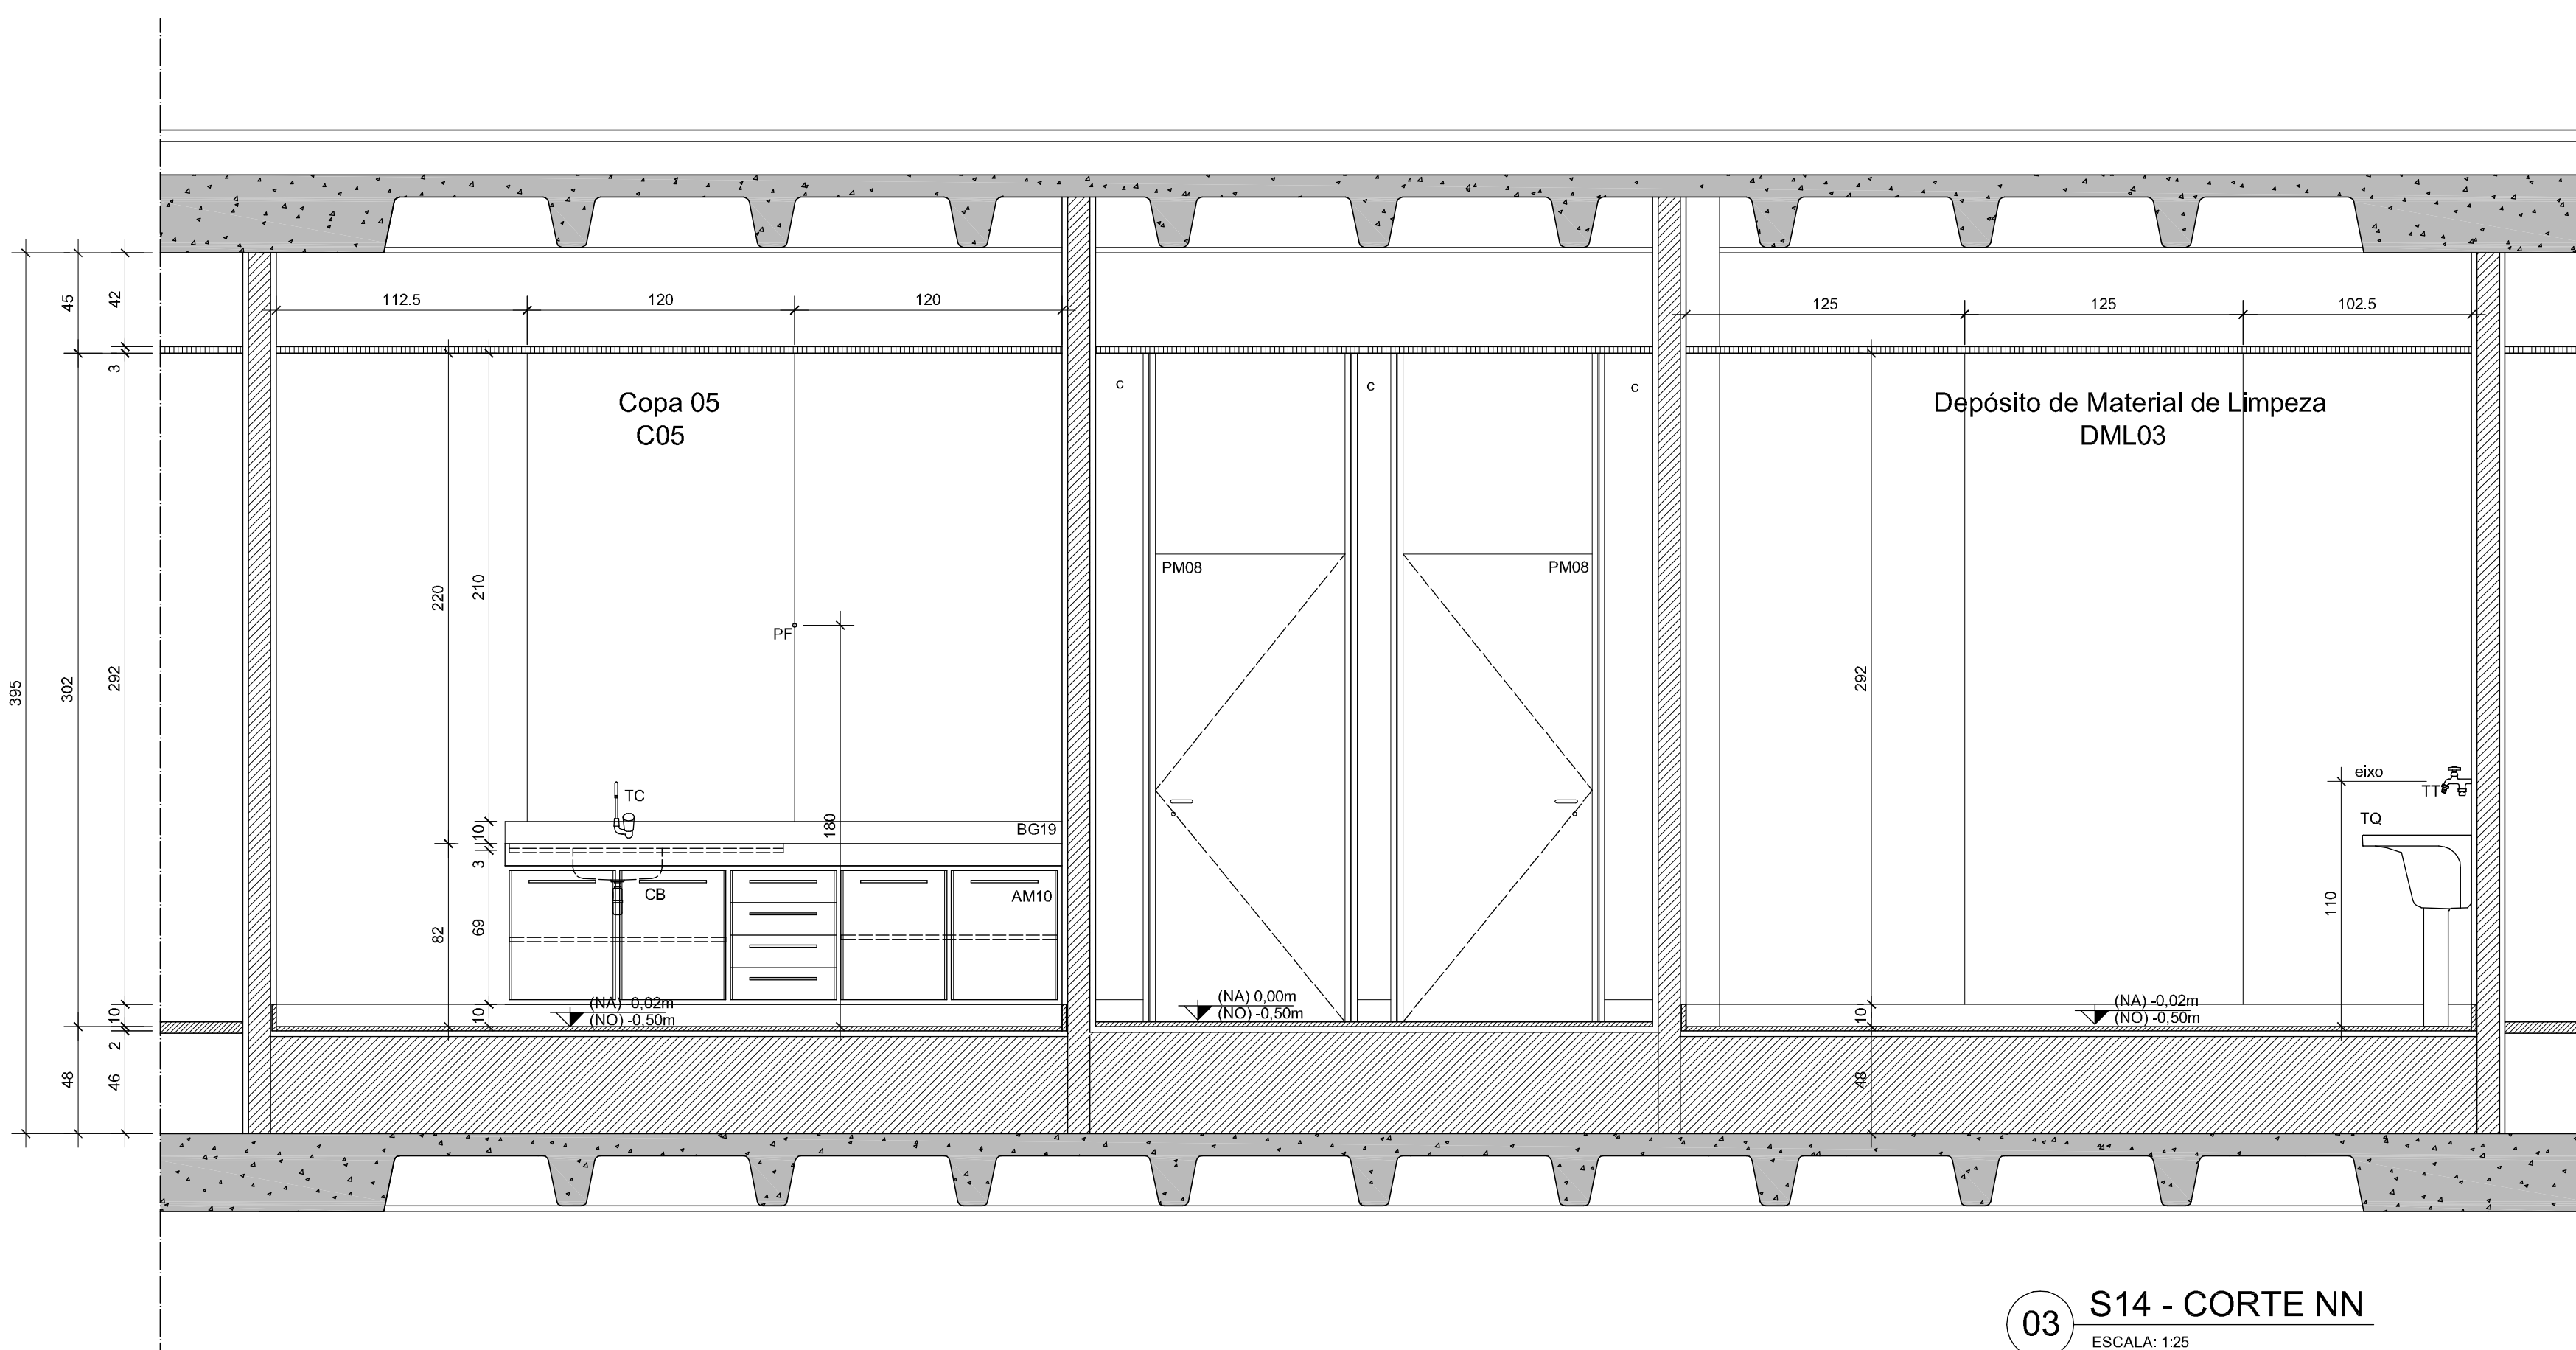 112.5
120
120
125
125
102.5
45
42
3
Copa 05
C05
c
c
c
Depósito de Material de Limpeza
DML03
PM08
PM08
220
210
PF
395
302
292
292
eixo
TT
TQ
TC
10
180
BG19
3
CB
AM10
82
69
110
(NA) -0,02m
(NO) -0,50m
(NA) 0,00m
(NO) -0,50m
(NA) -0,02m
(NO) -0,50m
10
10
10
2
48
46
48
03
S14 - CORTE NN
ESCALA: 1:25